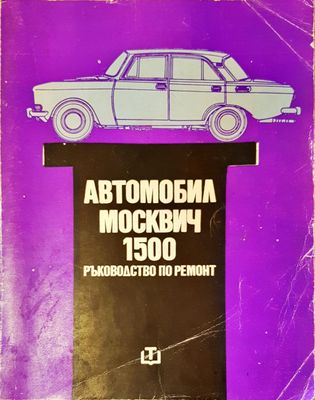 АВТОМОБИЛ
МОСКВИЧ
1500
РЪКОВОДСТВО ПО РЕМОНТ
Т